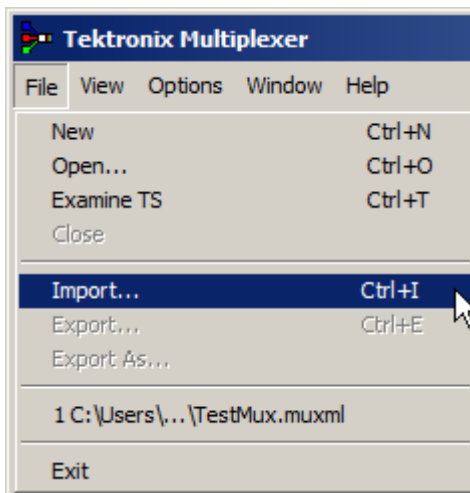 Tektronix Multiplexer
File View Options Window Help
New Ctrl+N
Open... Ctrl+O
Examine TS Ctrl+T
Close
Import... Ctrl+I
Export... Ctrl+E
Export As...
1 C:\Users\...\TestMux.muxml
Exit